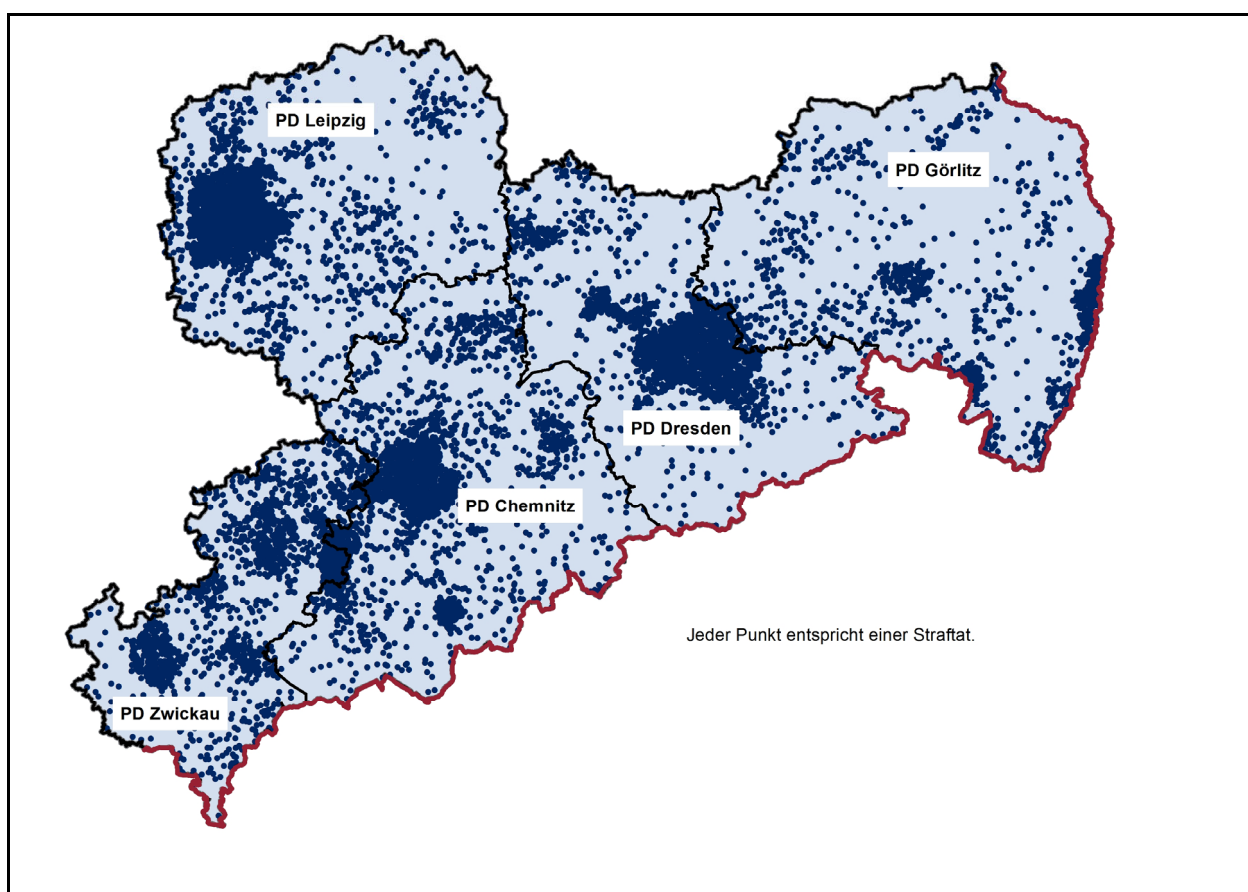 PD Leipzig
PD Görlitz
PD Dresden
PD Chemnitz
Jeder Punkt entspricht einer Straftat.
PD Zwickau